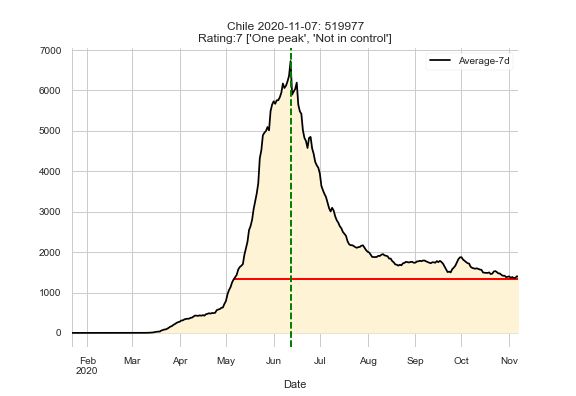 Chile 2020-11-07: 519977
Rating:7 ['One peak', 'Not in control']
Average-7d
7000
6000
5000
4000
3000
2000
1000
0
Feb Mar Apr May Jun Jul Aug Sep Oct Nov
2020
Date